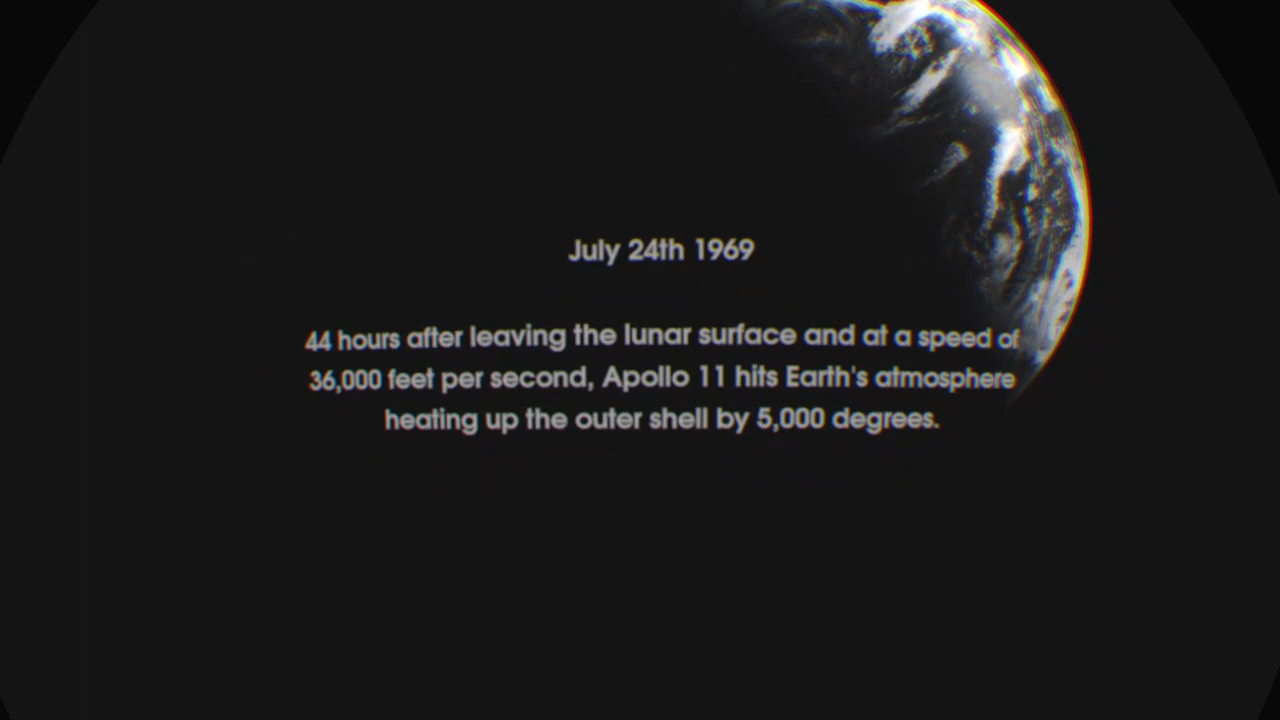 July 24th 1969
44 hours after leaving the lunar surface and at a speed of
36,000 feet per second, Apollo 11 hits Earth's atmosphere
heating up the outer shell by 5,000 degrees.